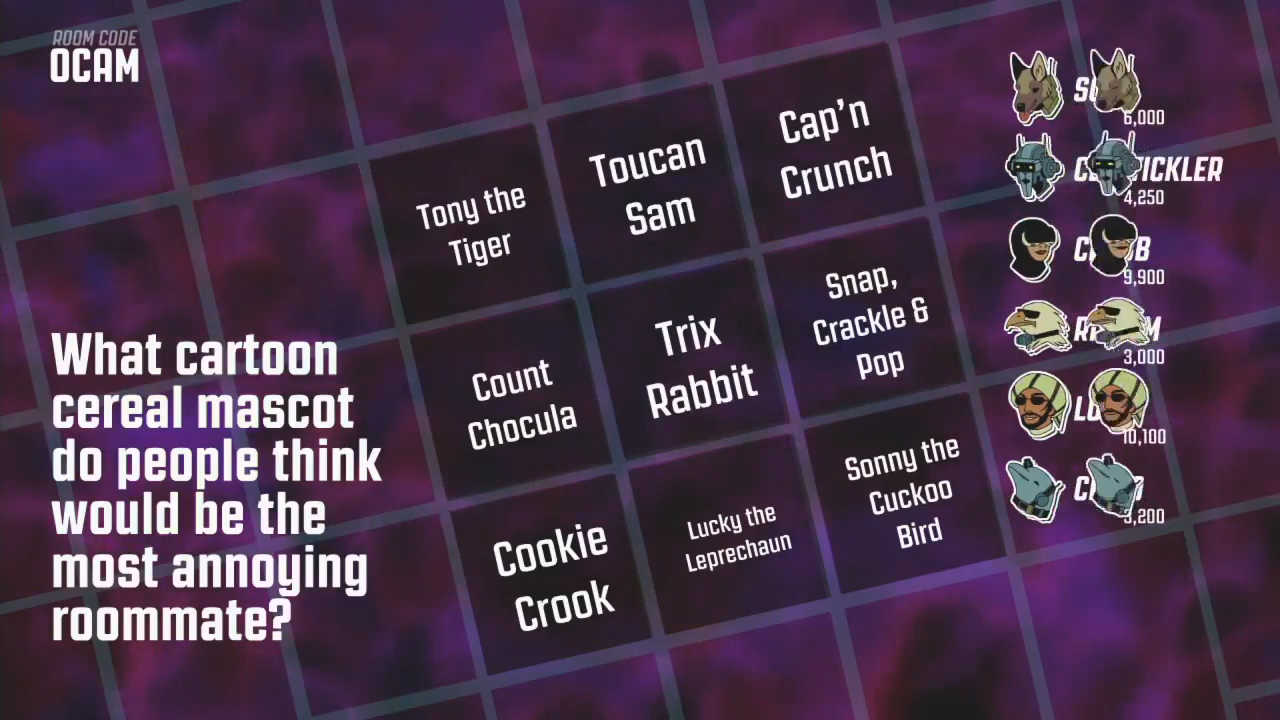 ROOM CODE
OCAM
What cartoon
cereal mascot
do people think
would be the
most annoying
roommate?
Tony the
Tiger
Toucan
Sam
Cap'n
Crunch
Count
Chocula
Trix
Rabbit
Snap,
Crackle &
Pop
Cookie
Crook
Lucky the
Leprechaun
Sonny the
Cuckoo
Bird
6,000
4,250
9,900
3,000
10,100
3,200